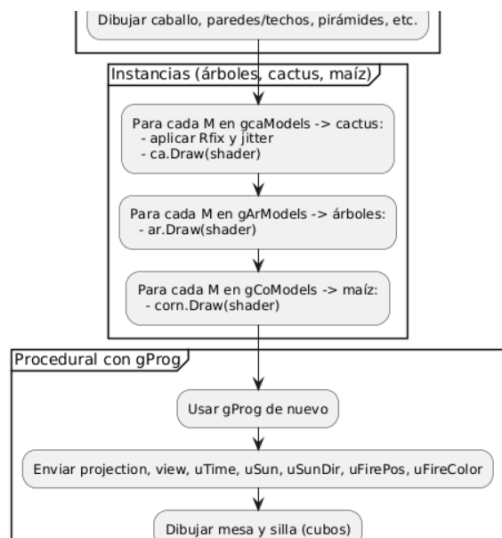 Dibujar caballo, paredes/techos, pirámides, etc.
Instancias (árboles, cactus, maíz)
Para cada M en gcaModels -> cactus:
- aplicar Rfix y jitter
- ca.Draw(shader)
Para cada M en gArModels -> árboles:
- ar.Draw(shader)
Para cada M en gCoModels -> maíz:
- corn.Draw(shader)
Procedural con gProg
Usar gProg de nuevo
Enviar projection, view, uTime, uSun, uSunDir, uFirePos, uFireColor
Dibujar mesa y silla (cubos)